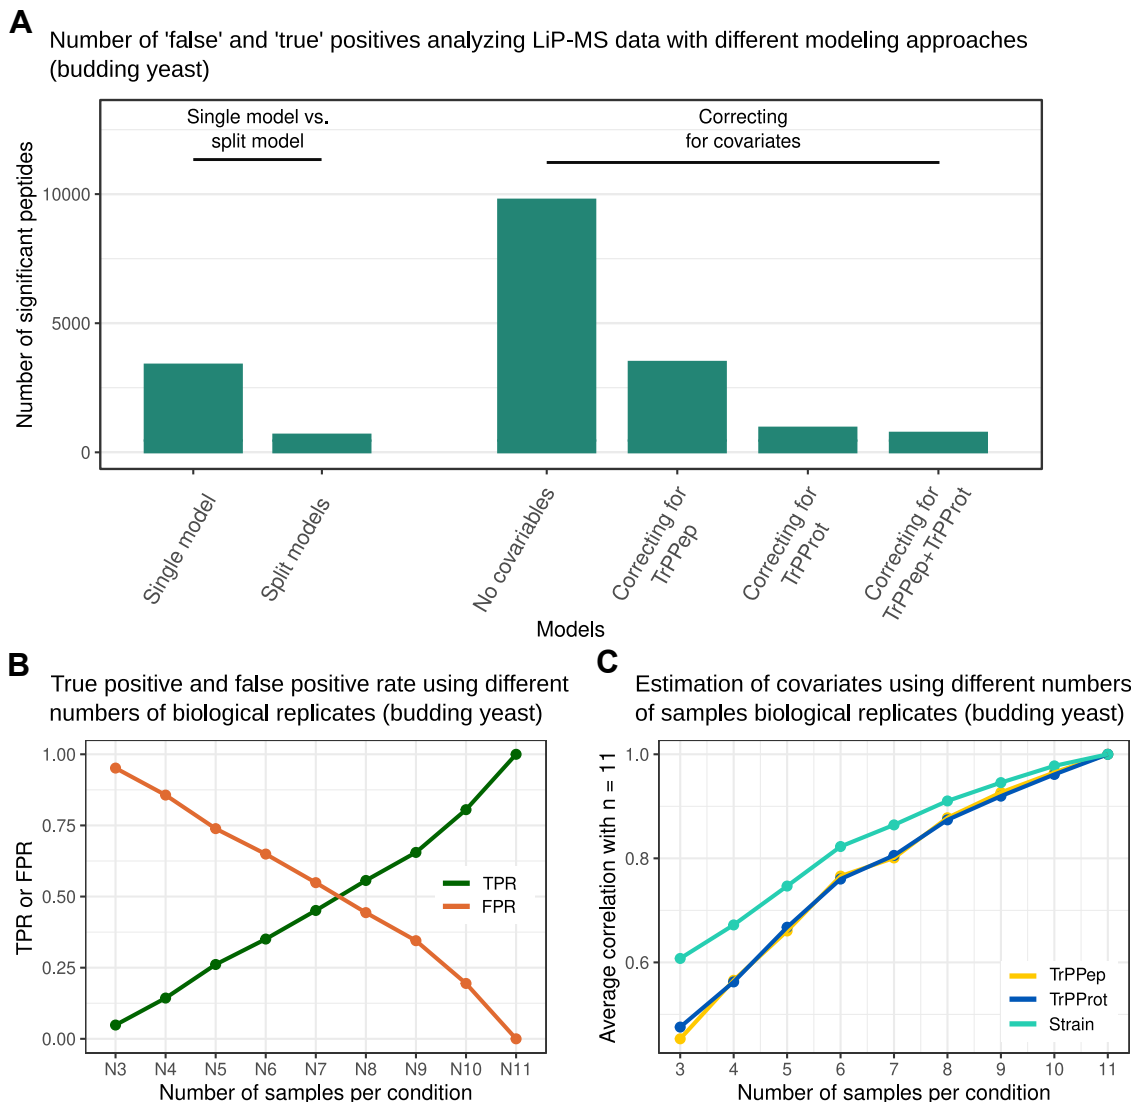 A
Number of 'false' and 'true' positives analyzing LiP-MS data with different modeling approaches
(budding yeast)
Single model vs.
split model
Correcting
for covariates
Number of significant peptides
10000
5000
0
Single model
Split models
No covariables
Correcting for
TrPPep
Correcting for
TrPProt
Correcting for
TrPPep+TrPProt
Models
B
True positive and false positive rate using different
numbers of biological replicates (budding yeast)
TPR or FPR
1.00
0.75
0.50
0.25
0.00
TPR
FPR
N3 N4 N5 N6 N7 N8 N9 N10 N11
Number of samples per condition
C
Estimation of covariates using different numbers
of samples biological replicates (budding yeast)
Average correlation with n = 11
1.0
0.8
0.6
TrPPep
TrPProt
Strain
3 4 5 6 7 8 9 10 11
Number of samples per condition